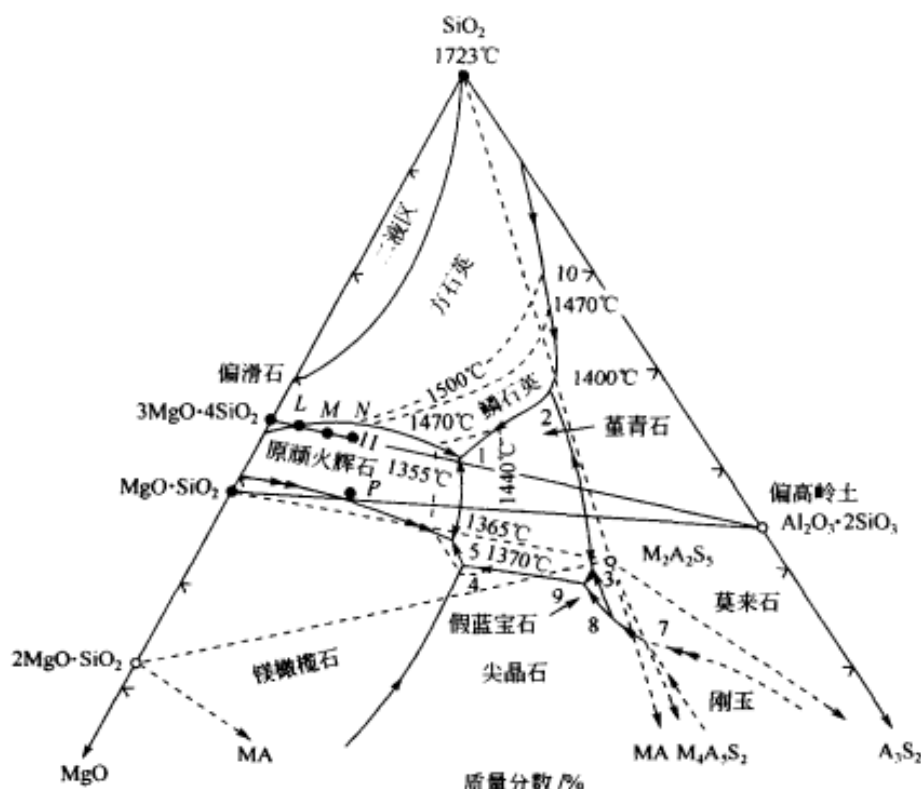 SiO₂
1723℃
二液区
方石英
10
1470℃
1500℃
1400℃
偏滑石
3MgO·4SiO₂
L
M
N
II
1470℃
鳞石英
2
堇青石
原顽火辉石
1355℃
1
1440℃
MgO·SiO₂
P
偏高岭土
Al₂O₃·2SiO₃
1365℃
5
1370℃
3
M₂A₂S₅
4
9
假蓝宝石
8
7
莫来石
2MgO·SiO₂
镁橄榄石
尖晶石
刚玉
MgO
MA
MA
M₄A₅S₂
A₃S₂
质量分数/%